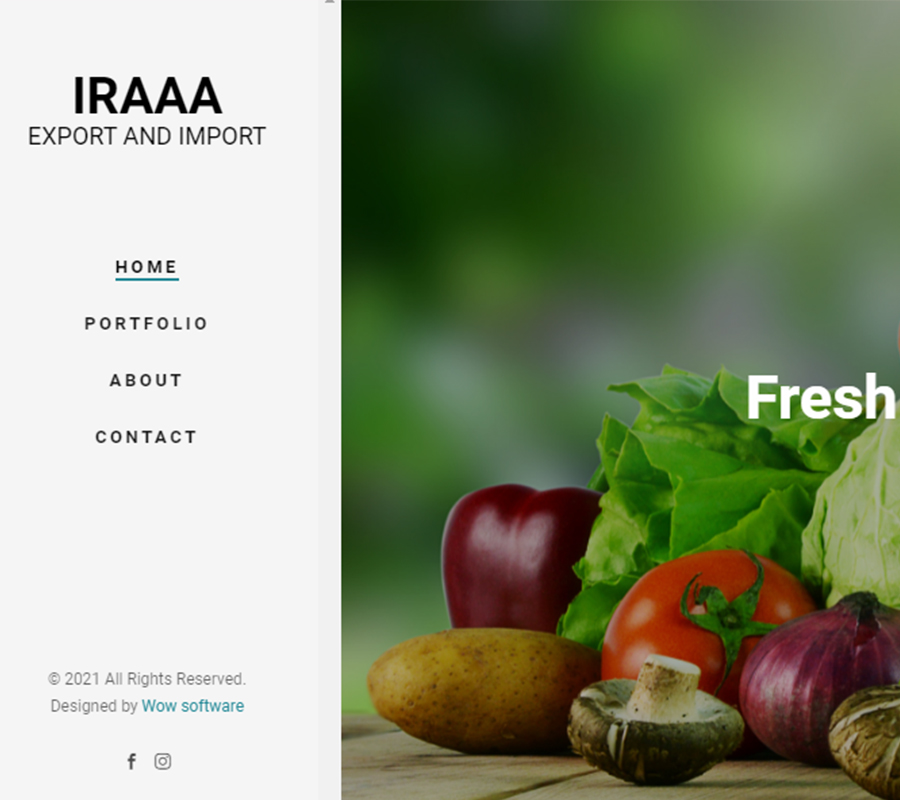 IRAAA
EXPORT AND IMPORT
HOME
PORTFOLIO
ABOUT
CONTACT
© 2021 All Rights Reserved.
Designed by Wow software
Fresh